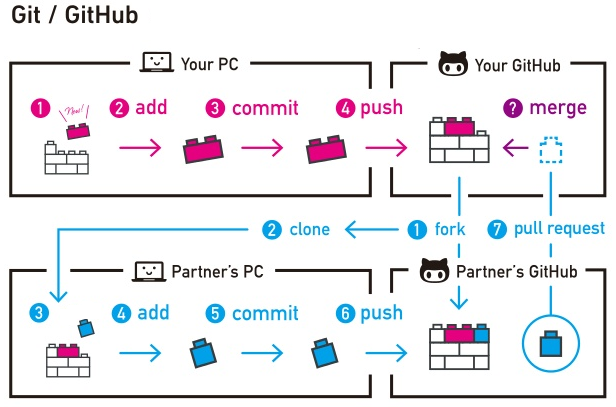 Git / GitHub
Your PC
Your GitHub
1 New! 2 add 3 commit 4 push ? merge
2 clone 1 fork 7 pull request
Partner's PC
Partner's GitHub
3 4 add 5 commit 6 push